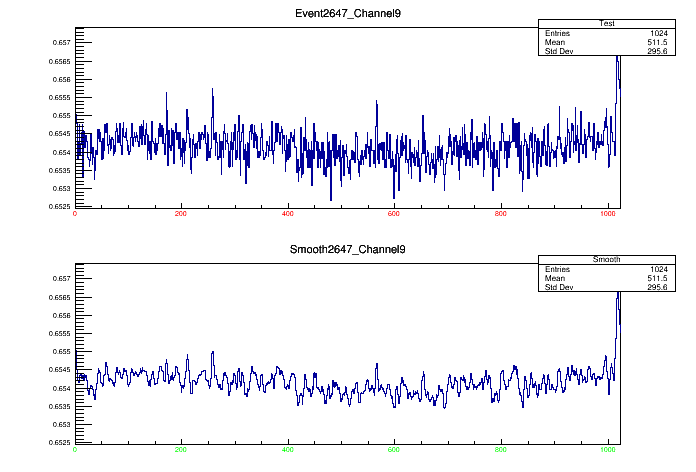 Event2647_Channel9
Test
Entries 1024
Mean 511.5
Std Dev 295.6
0.657
0.6565
0.656
0.6555
0.655
0.6545
0.654
0.6535
0.653
0.6525
0 200 400 600 800 1000
Smooth2647_Channel9
Smooth
Entries 1024
Mean 511.5
Std Dev 295.6
0.657
0.6565
0.656
0.6555
0.655
0.6545
0.654
0.6535
0.653
0.6525
0 200 400 600 800 1000